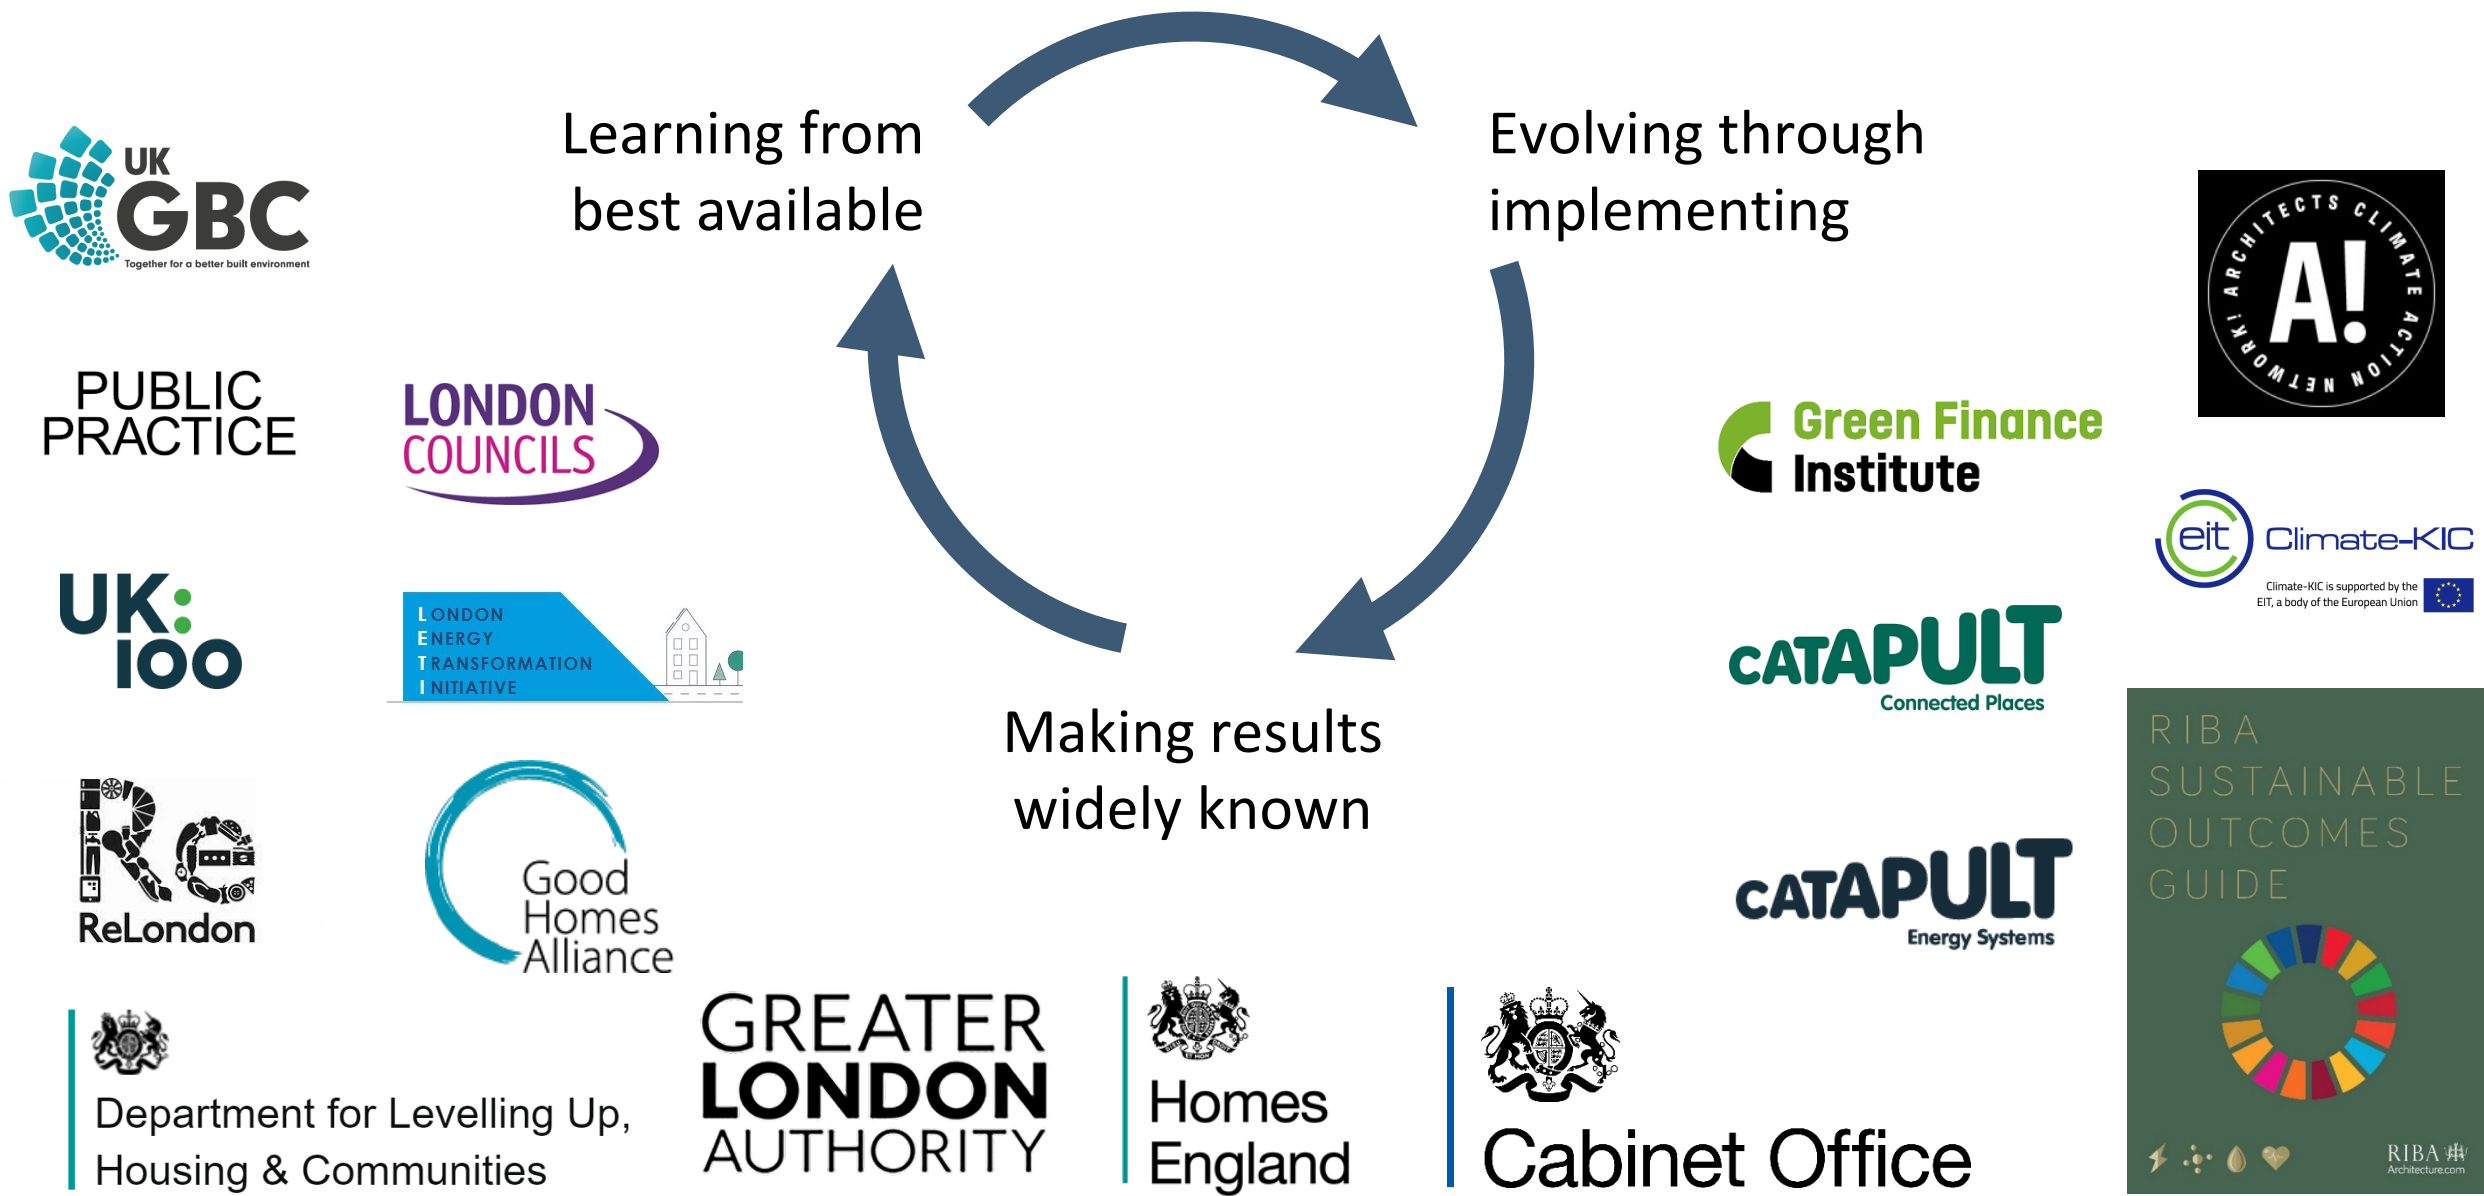 Learning from
best available
Evolving through
implementing
Making results
widely known
UK
GBC
Together for a better built environment
PUBLIC
PRACTICE
LONDON
COUNCILS
UK:
100
LONDON
ENERGY
TRANSFORMATION
INITIATIVE
Re
ReLondon
Good
Homes
Alliance
Department for Levelling Up,
Housing & Communities
GREATER
LONDON
AUTHORITY
Homes
England
Cabinet Office
ARCHITECTS CLIMATE ACTION NETWORK!
A!
Green Finance
Institute
eit Climate-KIC
Climate-KIC is supported by the
EIT, a body of the European Union
CATAPULT
Connected Places
CATAPULT
Energy Systems
RIBA
SUSTAINABLE
OUTCOMES
GUIDE
RIBA
Architecture.com